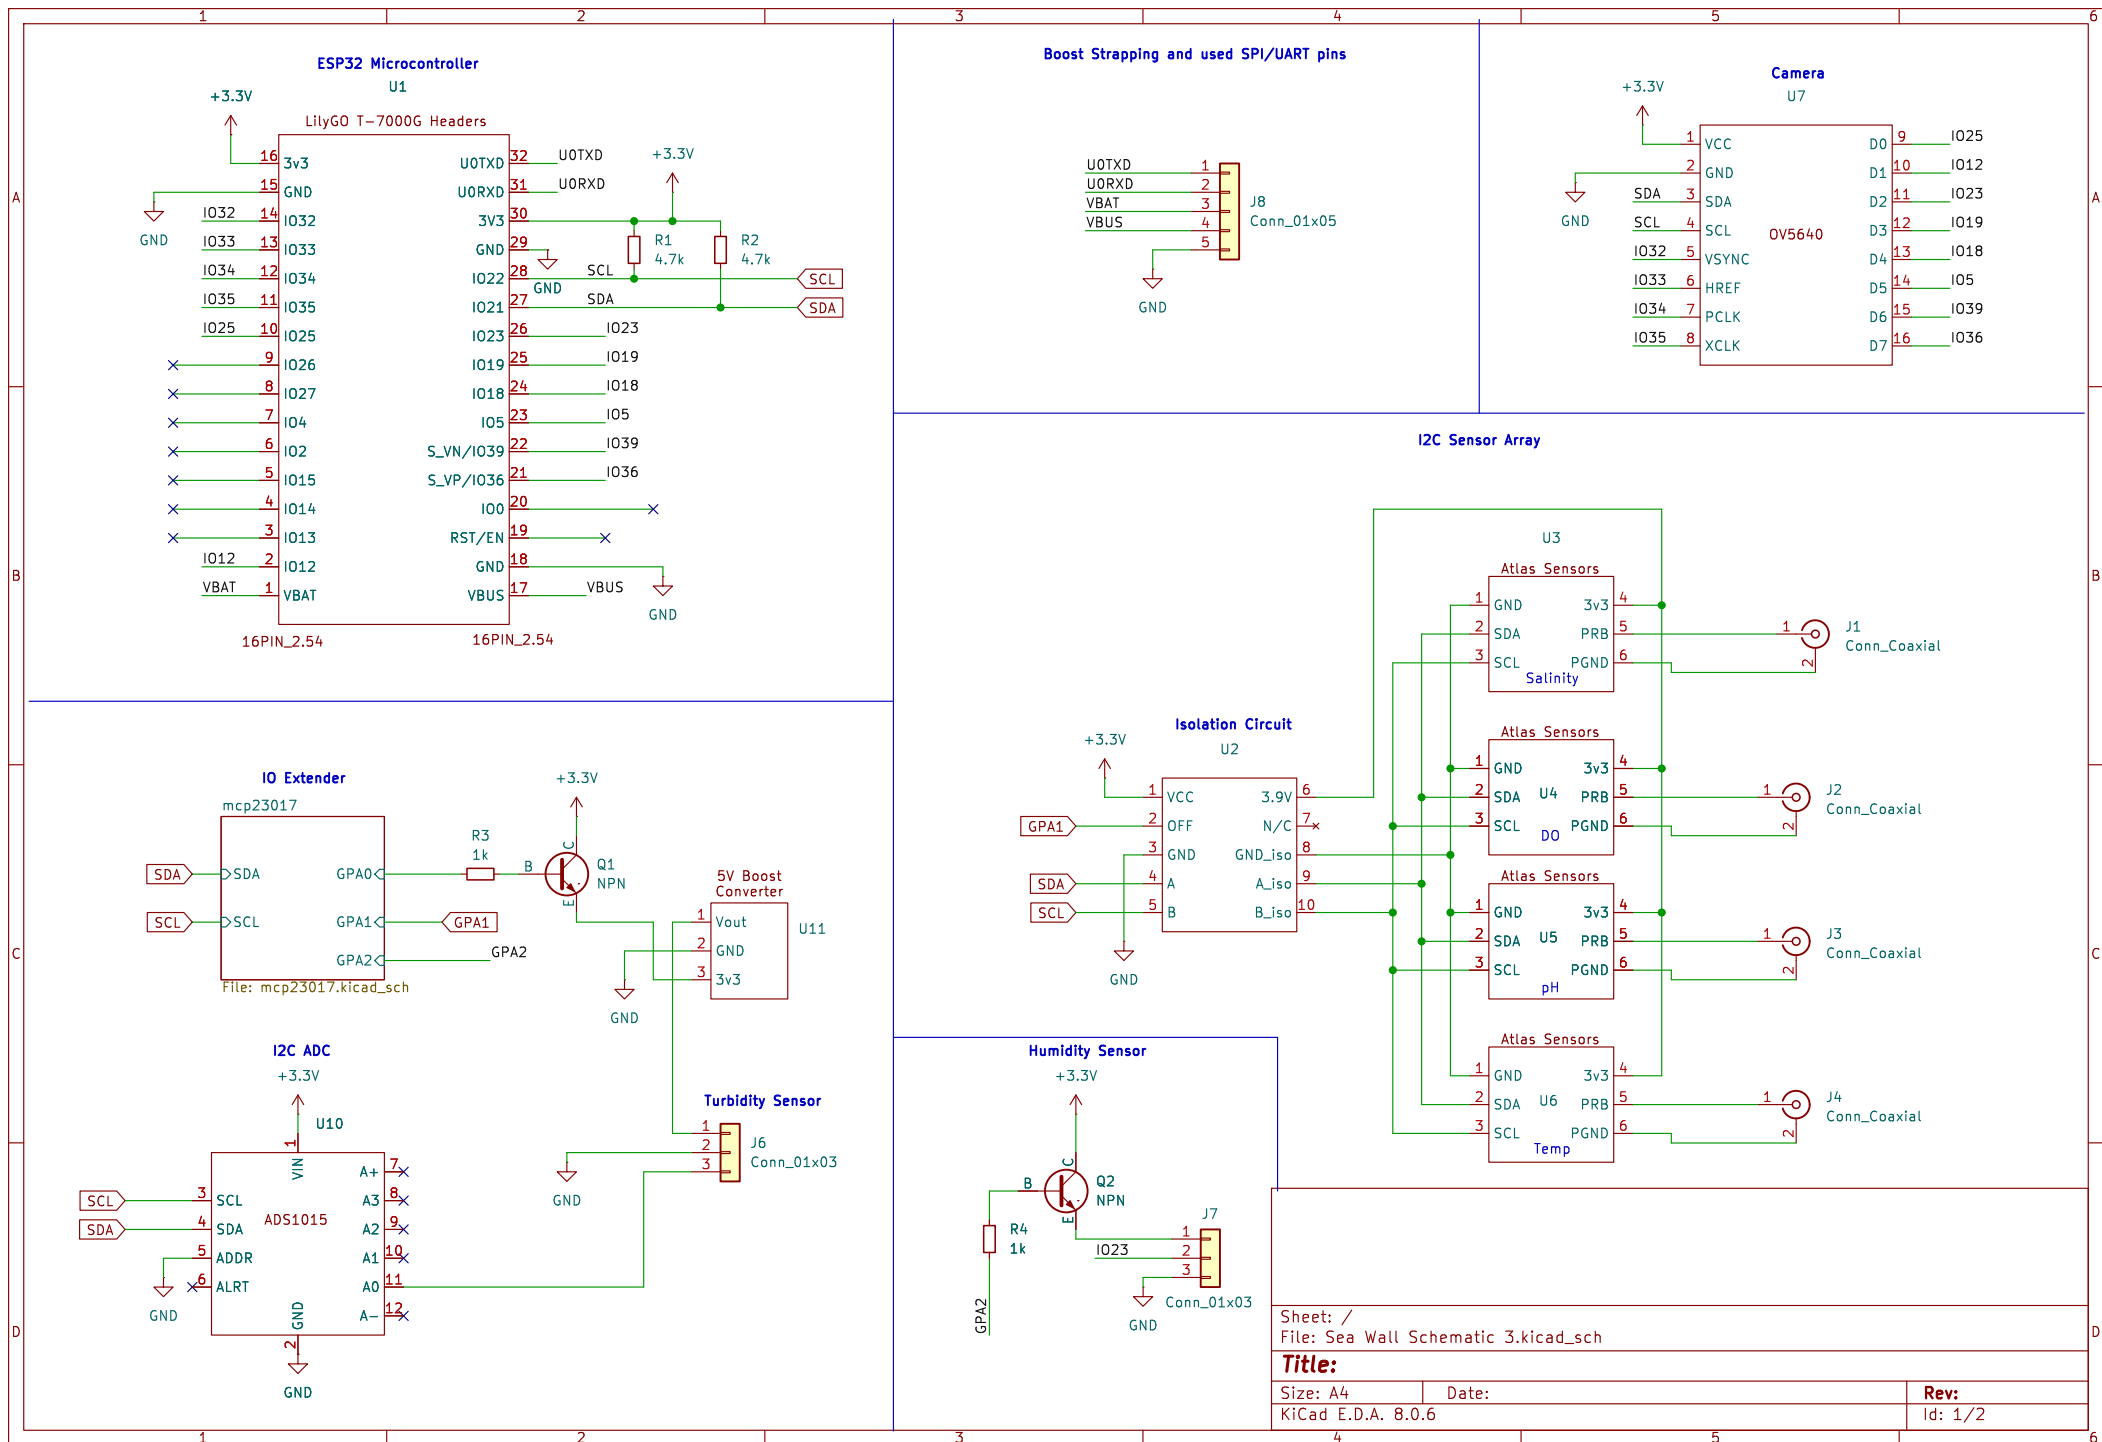 1 2 3 4 5 6
A
B
C
D
A
B
C
D
1 2 3 4 5 6
ESP32 Microcontroller
U1
+3.3V
LilyGO T-7000G Headers
16 3v3
15 GND
GND
IO32 14 IO32
IO33 13 IO33
IO34 12 IO34
IO35 11 IO35
IO25 10 IO25
9 IO26
8 IO27
7 IO4
6 IO2
5 IO15
4 IO14
3 IO13
IO12 2 IO12
VBAT 1 VBAT
16PIN_2.54
U0TXD 32 U0TXD
U0RXD 31 U0RXD
3V3 30
GND 29
GND
IO22 28 SCL
IO21 27 SDA
IO23 26 IO23
IO19 25 IO19
IO18 24 IO18
IO5 23 IO5
S_VN/IO39 22 IO39
S_VP/IO36 21 IO36
IO0 20
RST/EN 19
GND 18
GND
VBUS 17 VBUS
16PIN_2.54
+3.3V
R1
4.7k
R2
4.7k
SCL
SDA
Boost Strapping and used SPI/UART pins
U0TXD 1
U0RXD 2
VBAT 3
VBUS 4
5
GND
J8
Conn_01x05
Camera
U7
+3.3V
OV5640
1 VCC
2 GND
GND
SDA 3 SDA
SCL 4 SCL
IO32 5 VSYNC
IO33 6 HREF
IO34 7 PCLK
IO35 8 XCLK
D0 9 IO25
D1 10 IO12
D2 11 IO23
D3 12 IO19
D4 13 IO18
D5 14 IO5
D6 15 IO39
D7 16 IO36
I2C Sensor Array
U3
Atlas Sensors
1 GND 3v3 4
2 SDA PRB 5
3 SCL PGND 6
Salinity
1
2
J1
Conn_Coaxial
Atlas Sensors
1 GND 3v3 4
2 SDA U4 PRB 5
3 SCL PGND 6
DO
1
2
J2
Conn_Coaxial
Atlas Sensors
1 GND 3v3 4
2 SDA U5 PRB 5
3 SCL PGND 6
pH
1
2
J3
Conn_Coaxial
Atlas Sensors
1 GND 3v3 4
2 SDA U6 PRB 5
3 SCL PGND 6
Temp
1
2
J4
Conn_Coaxial
Isolation Circuit
U2
+3.3V
1 VCC 3.9V 6
GPA1 2 OFF N/C 7
3 GND GND_iso 8
SDA 4 A A_iso 9
SCL 5 B B_iso 10
GND
IO Extender
mcp23017
SDA SDA GPA0
SCL SCL GPA1 GPA1
GPA2 GPA2
File: mcp23017.kicad_sch
R3
1k
+3.3V
B C E
Q1
NPN
5V Boost
Converter
1 Vout
2 GND
3 3v3
U11
GND
I2C ADC
+3.3V
U10
1 VIN
ADS1015
SCL 3 SCL
SDA 4 SDA
5 ADDR
6 ALRT
GND
A+ 7
A3 8
A2 9
A1 10
A0 11
A- 12
GND 2
GND
Turbidity Sensor
1
2
3
J6
Conn_01x03
GND
Humidity Sensor
+3.3V
B C E
Q2
NPN
R4
1k
GPA2
J7
1
IO23 2
3
Conn_01x03
GND
Sheet: /
File: Sea Wall Schematic 3.kicad_sch
Title:
Size: A4 Date: Rev:
KiCad E.D.A. 8.0.6 Id: 1/2